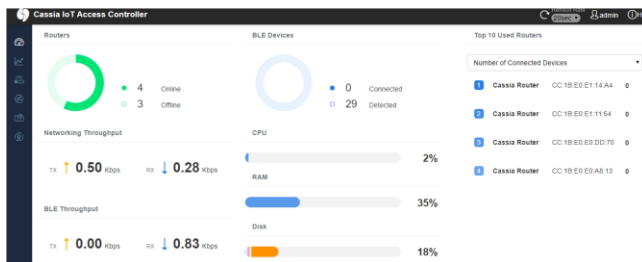 Cassia IoT Access Controller
Refresh Rate
20sec
admin
Routers
4 Online
3 Offline
BLE Devices
0 Connected
29 Detected
Top 10 Used Routers
Number of Connected Devices
1 Cassia Router CC:1B:E0:E1:14:A4 0
2 Cassia Router CC:1B:E0:E1:11:64 0
3 Cassia Router CC:1B:E0:E0:DD:70 0
4 Cassia Router CC:1B:E0:E0:A8:13 0
Networking Throughput
TX 0.50 Kbps RX 0.28 Kbps
BLE Throughput
TX 0.00 Kbps RX 0.83 Kbps
CPU
2%
RAM
35%
Disk
18%